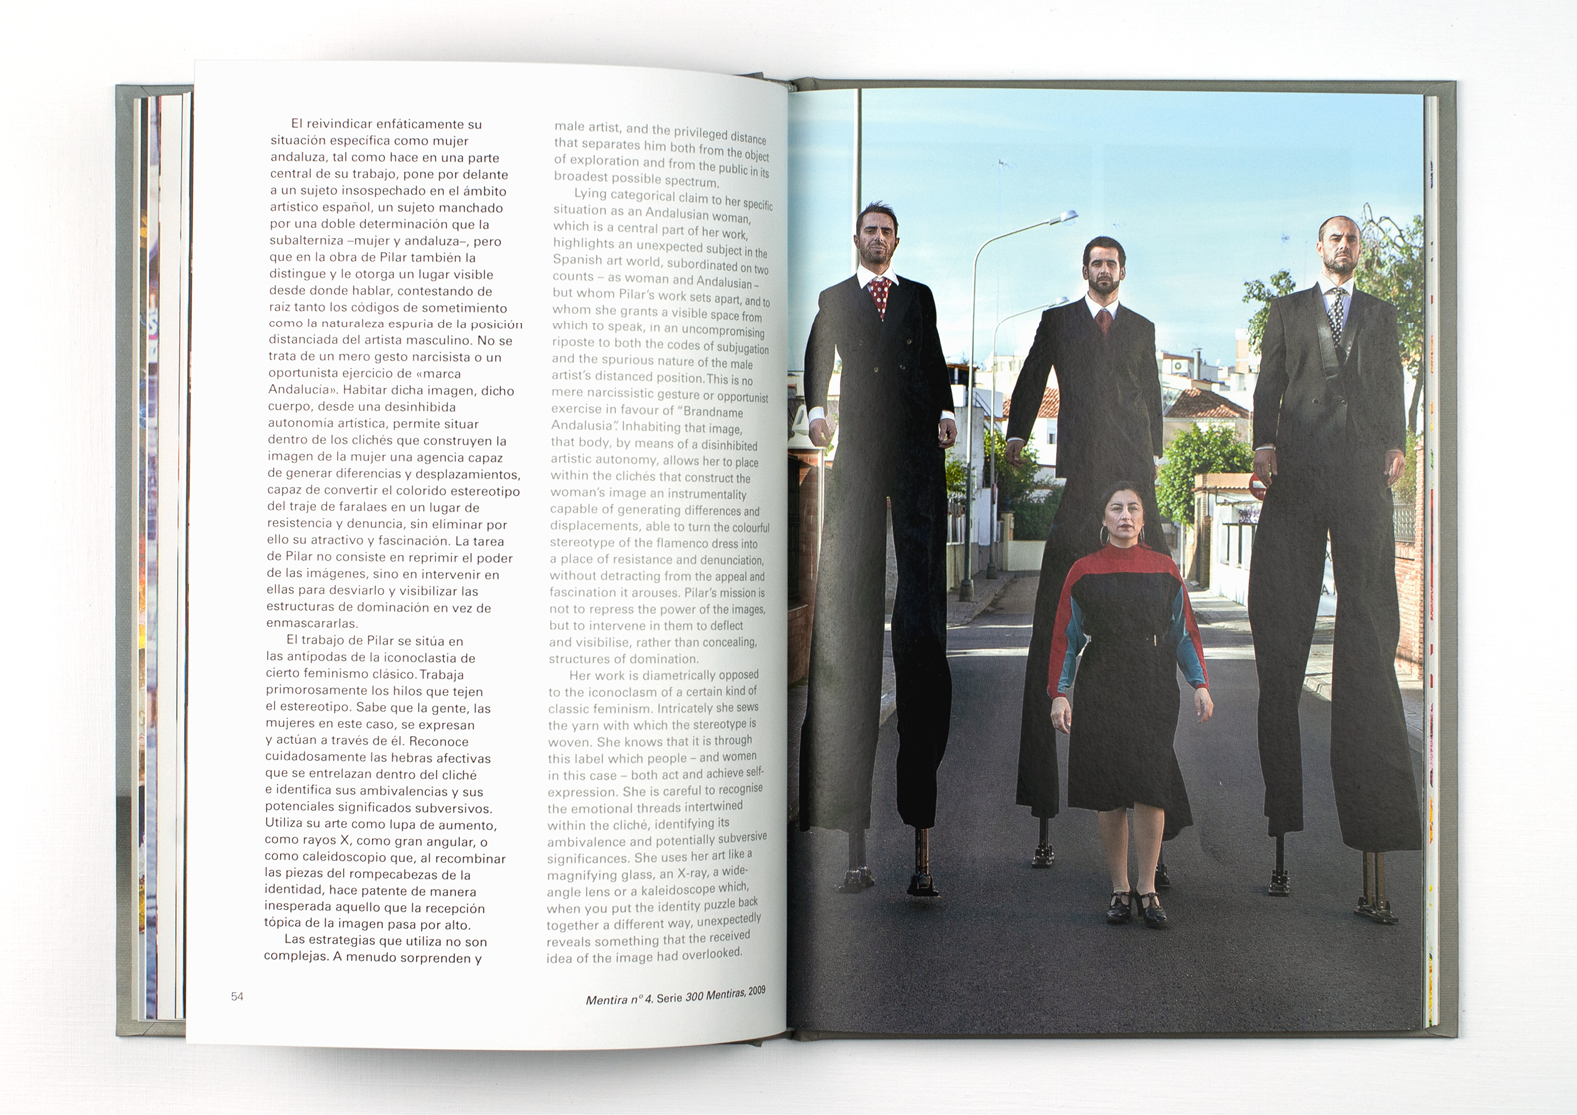 El reivindicar enfáticamente su
situación específica como mujer
andaluza, tal como hace en una parte
central de su trabajo, pone por delante
a un sujeto insospechado en el ámbito
artístico español, un sujeto manchado
por una doble determinación que la
subalterniza –mujer y andaluza–, pero
que en la obra de Pilar también la
distingue y le otorga un lugar visible
desde donde hablar, contestando de
raíz tanto los códigos de sometimiento
como la naturaleza espuria de la posición
distanciada del artista masculino. No se
trata de un mero gesto narcisista o un
oportunista ejercicio de «marca
Andalucía». Habitar dicha imagen, dicho
cuerpo, desde una desinhibida
autonomía artística, permite situar
dentro de los clichés que construyen la
imagen de la mujer una agencia capaz
de generar diferencias y desplazamientos,
capaz de convertir el colorido estereotipo
del traje de faralaes en un lugar de
resistencia y denuncia, sin eliminar por
ello su atractivo y fascinación. La tarea
de Pilar no consiste en reprimir el poder
de las imágenes, sino en intervenir en
ellas para desviarlo y visibilizar las
estructuras de dominación en vez de
enmascararlas.
El trabajo de Pilar se sitúa en
las antípodas de la iconoclastia de
cierto feminismo clásico. Trabaja
primorosamente los hilos que tejen
el estereotipo. Sabe que la gente, las
mujeres en este caso, se expresan
y actúan a través de él. Reconoce
cuidadosamente las hebras afectivas
que se entrelazan dentro del cliché
e identifica sus ambivalencias y sus
potenciales significados subversivos.
Utiliza su arte como lupa de aumento,
como rayos X, como gran angular, o
como caleidoscopio que, al recombinar
las piezas del rompecabezas de la
identidad, hace patente de manera
inesperada aquello que la recepción
tópica de la imagen pasa por alto.
Las estrategias que utiliza no son
complejas. A menudo sorprenden y
male artist, and the privileged distance
that separates him both from the object
of exploration and from the public in its
broadest possible spectrum.
Lying categorical claim to her specific
situation as an Andalusian woman,
which is a central part of her work,
highlights an unexpected subject in the
Spanish art world, subordinated on two
counts – as woman and Andalusian –
but whom Pilar's work sets apart, and to
whom she grants a visible space from
which to speak, in an uncompromising
riposte to both the codes of subjugation
and the spurious nature of the male
artist's distanced position. This is no
mere narcissistic gesture or opportunist
exercise in favour of "Brandname
Andalusia". Inhabiting that image,
that body, by means of a disinhibited
artistic autonomy, allows her to place
within the clichés that construct the
woman's image an instrumentality
capable of generating differences and
displacements, able to turn the colourful
stereotype of the flamenco dress into
a place of resistance and denunciation,
without detracting from the appeal and
fascination it arouses. Pilar's mission is
not to repress the power of the images,
but to intervene in them to deflect
and visibilise, rather than concealing,
structures of domination.
Her work is diametrically opposed
to the iconoclasm of a certain kind of
classic feminism. Intricately she sews
the yarn with which the stereotype is
woven. She knows that it is through
this label which people – and women
in this case – both act and achieve self-
expression. She is careful to recognise
the emotional threads intertwined
within the cliché, identifying its
ambivalence and potentially subversive
significances. She uses her art like a
magnifying glass, an X-ray, a wide-
angle lens or a kaleidoscope which,
when you put the identity puzzle back
together a different way, unexpectedly
reveals something that the received
idea of the image had overlooked.
54
Mentira nº 4. Serie 300 Mentiras, 2009